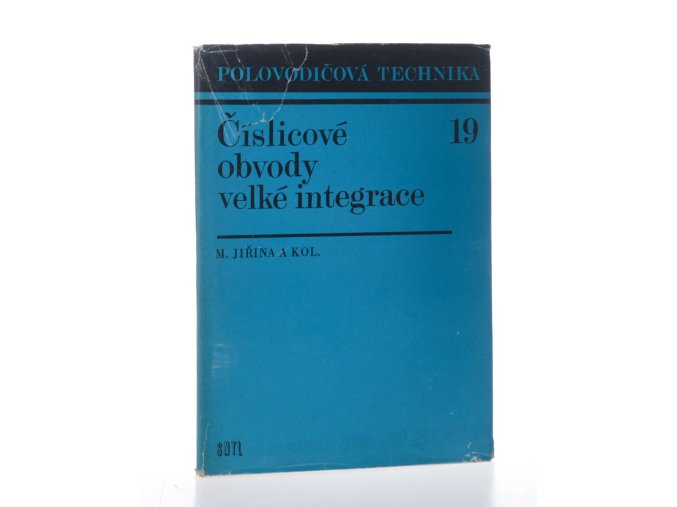 POLOVODIČOVÁ TECHNIKA
Číslicové 19
obvody
velké integrace
M. JIŘINA A KOL.
SNTL